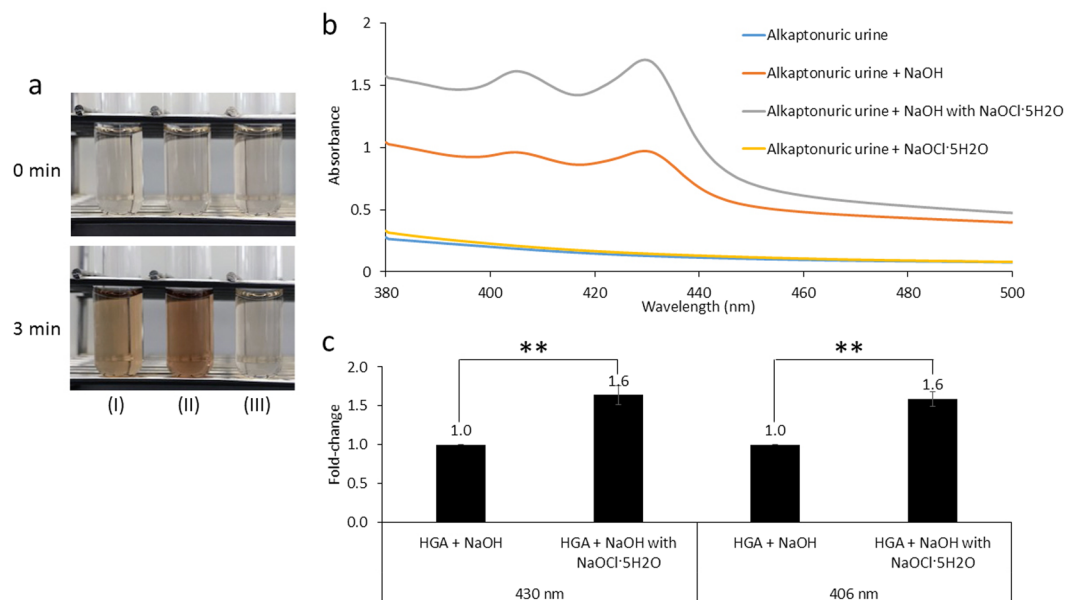 a
0 min
3 min
(I) (II) (III)
b
2
1.5
1
0.5
0
Absorbance
380 400 420 440 460 480 500
Wavelength (nm)
Alkaptonuric urine
Alkaptonuric urine + NaOH
Alkaptonuric urine + NaOH with NaOCl·5H2O
Alkaptonuric urine + NaOCl·5H2O
c
2.0
1.5
1.0
0.5
0.0
Fold-change
** **
1.0 1.6 1.0 1.6
HGA + NaOH
HGA + NaOH with
NaOCl·5H2O
HGA + NaOH
HGA + NaOH with
NaOCl·5H2O
430 nm 406 nm